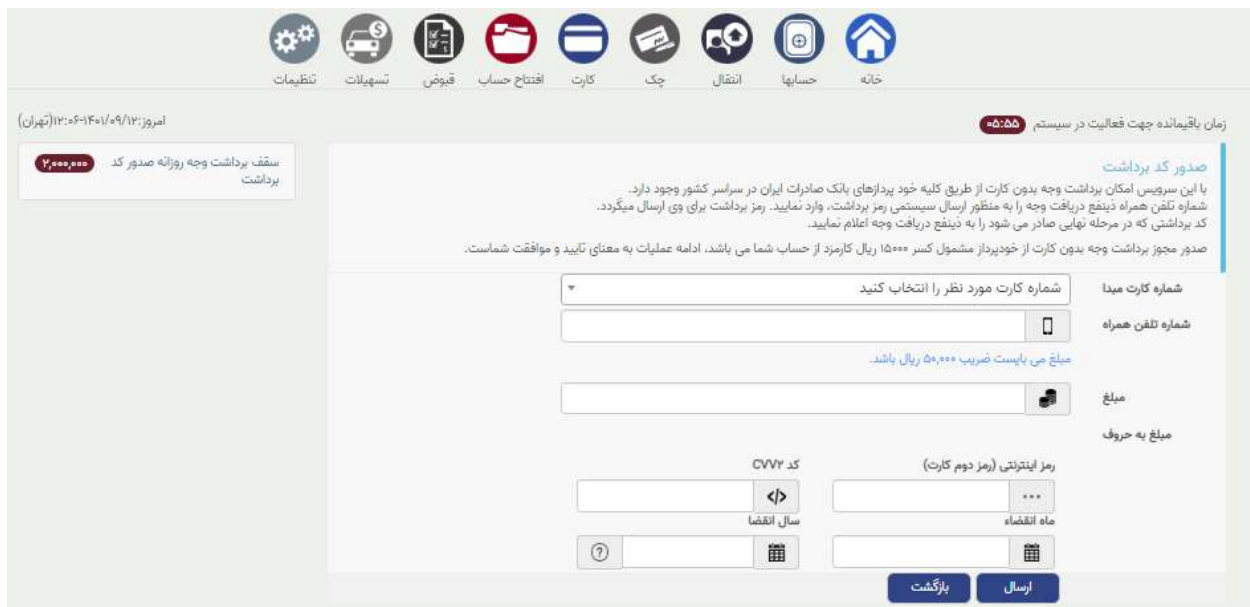 خانه
حسابها
انتقال
چک
کارت
افتتاح حساب
قبوض
تسهیلات
تنظیمات
زمان باقیمانده جهت فعالیت در سیستم ۰۵:۵۵
امروز:۱۴۰۱/۰۹/۱۲-۱۲:۰۶(تهران)
صدور کد برداشت
با این سرویس امکان برداشت وجه بدون کارت از طریق کلیه خود پردازهای بانک صادرات ایران در سراسر کشور وجود دارد.
شماره تلفن همراه ذینفع دریافت وجه را به منظور ارسال سیستمی رمز برداشت، وارد نمایید. رمز برداشت برای وی ارسال میگردد.
کد برداشتی که در مرحله نهایی صادر می شود را به ذینفع دریافت وجه اعلام نمایید.
صدور مجوز برداشت وجه بدون کارت از خودپرداز مشمول کسر ۱۵۰۰۰ ریال کارمزد از حساب شما می باشد، ادامه عملیات به معنای تایید و موافقت شماست.
سقف برداشت وجه روزانه صدور کد ۲,۰۰۰,۰۰۰
برداشت
شماره کارت مبدا
شماره کارت مورد نظر را انتخاب کنید
شماره تلفن همراه
مبلغ می بایست ضریب ۵۰,۰۰۰ ریال باشد.
مبلغ
مبلغ به حروف
رمز اینترنتی (رمز دوم کارت)
کد CVV۲
ماه انقضاء
سال انقضا
ارسال
بازگشت